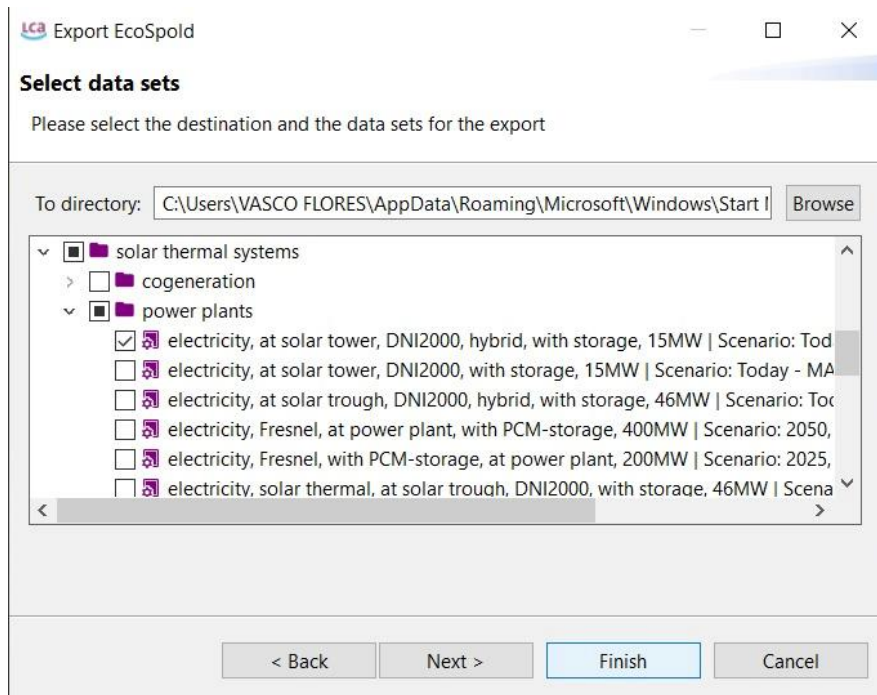 LCA Export EcoSpold
Select data sets
Please select the destination and the data sets for the export
To directory: C:\Users\VASCO FLORES\AppData\Roaming\Microsoft\Windows\Start Browse
solar thermal systems
cogeneration
power plants
electricity, at solar tower, DNI2000, hybrid, with storage, 15MW | Scenario: Tod
electricity, at solar tower, DNI2000, with storage, 15MW | Scenario: Today - MA
electricity, at solar trough, DNI2000, hybrid, with storage, 46MW | Scenario: Toc
electricity, Fresnel, at power plant, with PCM-storage, 400MW | Scenario: 2050,
electricity, Fresnel, with PCM-storage, at power plant, 200MW | Scenario: 2025,
electricity, solar thermal, at solar trough, DNI2000, with storage, 46MW | Scena
< Back Next > Finish Cancel